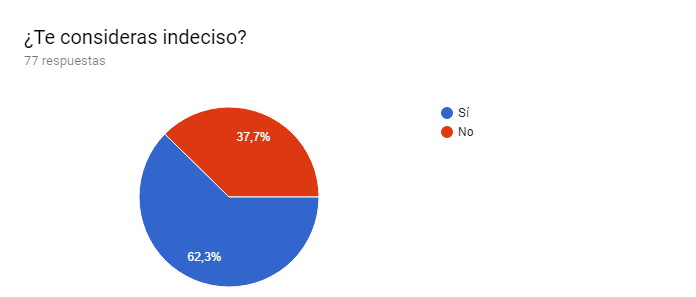 ¿Te consideras indeciso?
77 respuestas
Sí
No
37,7%
62,3%